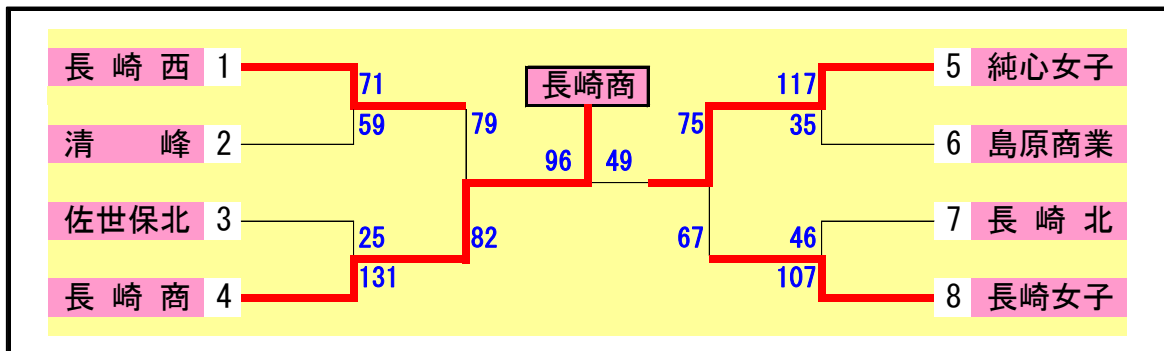 長崎西 1 71 長崎商 117 5 純心女子
清峰 2 59 79 75 35 6 島原商業
96 49
佐世保北 3 25 82 67 46 7 長崎北
長崎商 4 131 107 8 長崎女子